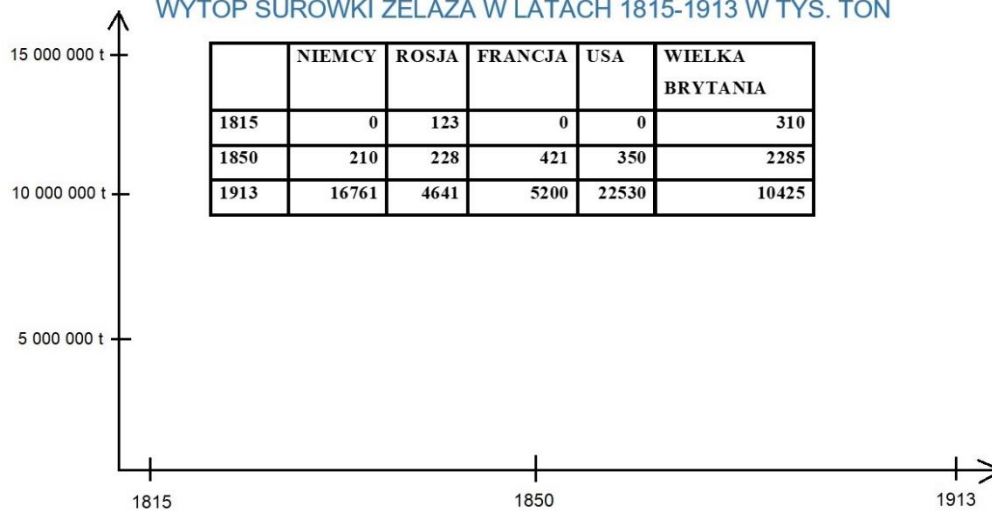 WYTOP SURÓWKI ŻELAZA W LATACH 1815-1913 W TYS. TON
15 000 000 t
NIEMCY ROSJA FRANCJA USA WIELKA
BRYTANIA
1815 0 123 0 0 310
1850 210 228 421 350 2285
10 000 000 t
1913 16761 4641 5200 22530 10425
5 000 000 t
1815 1850 1913